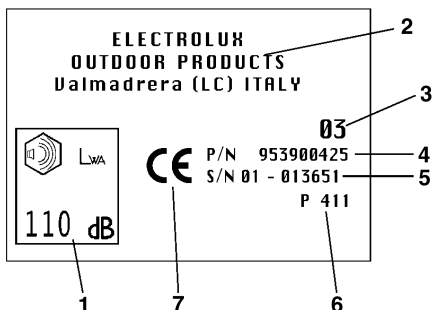 ELECTROLUX
OUTDOOR PRODUCTS
Valmadrera (LC) ITALY
2
3
03
LWA
CE
P/N 953900425
4
S/N 01 - 013651
5
P 411
110 dB
1
7
6